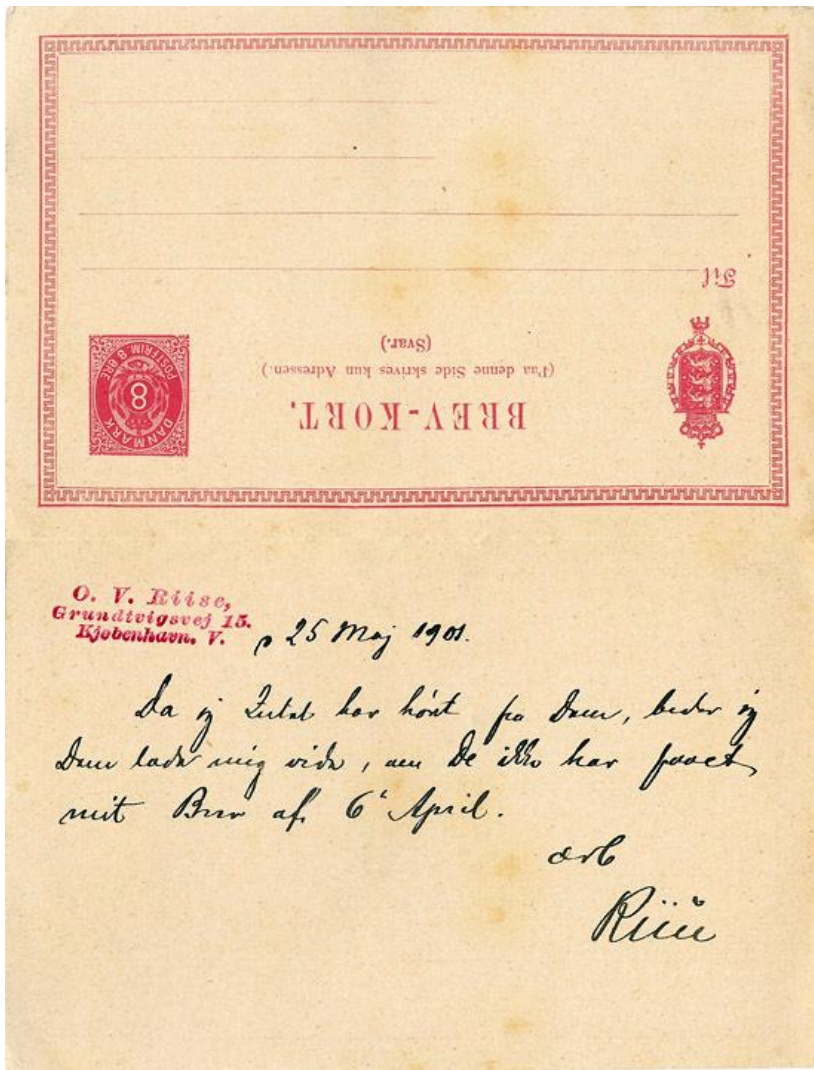 Til
(Svar.)
(Paa denne Side skrives kun Adressen.)
BREV-KORT.
DANMARK
8
POSTFRIM 8 ØRE
O. V. Riise,
Grundtvigsvej 15.
Kjøbenhavn. V.
25 Maj 1901.
Da jeg Intet har hørt fra Dem, beder jeg
Dem lade mig vide, om De ikke har faaet
mit Brev af 6' April.
ærb
Riise